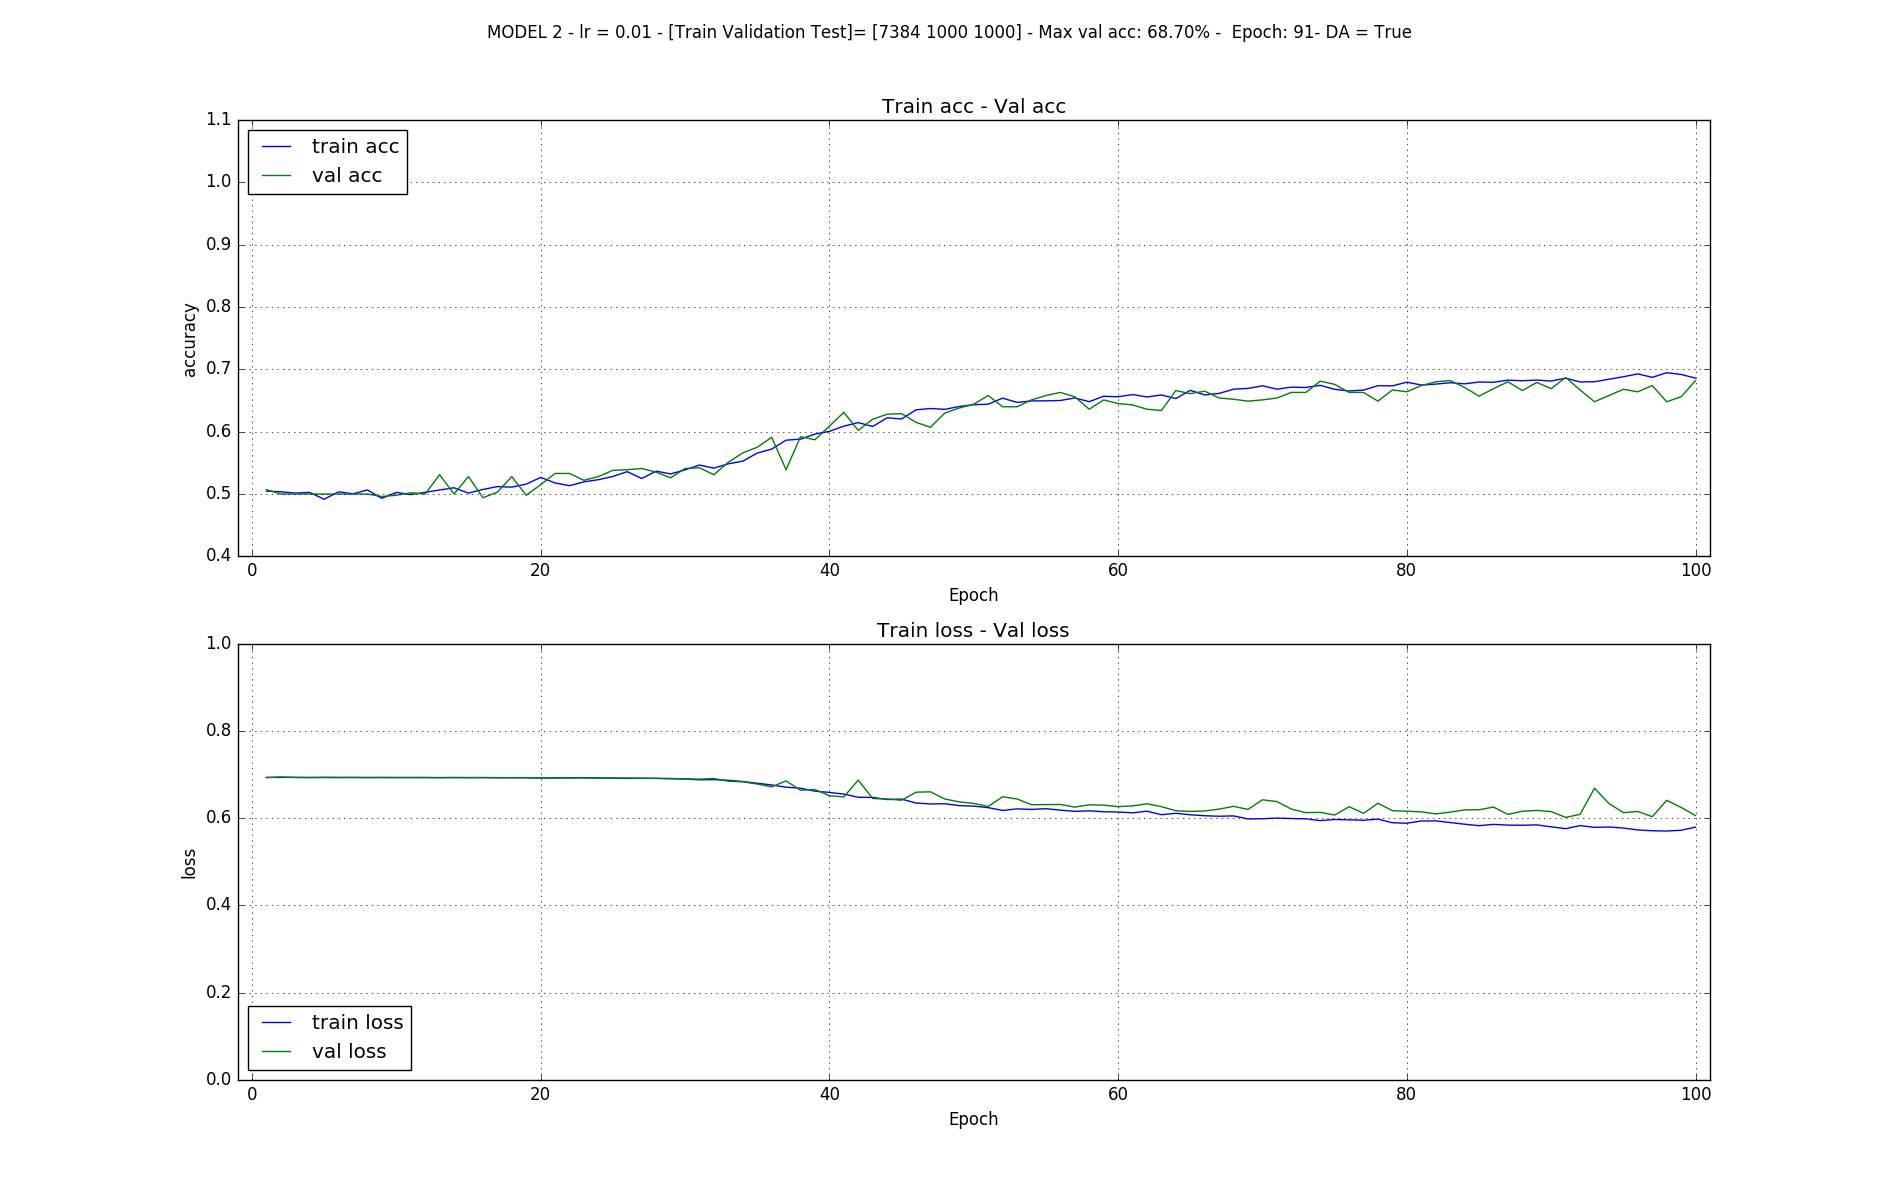 MODEL 2 - lr = 0.01 - [Train Validation Test]= [7384 1000 1000] - Max val acc: 68.70% -  Epoch: 91- DA = True
Train acc - Val acc
1.1
1.0
0.9
0.8
0.7
0.6
0.5
0.4
accuracy
train acc
val acc
0 20 40 60 80 100
Epoch
Train loss - Val loss
1.0
0.8
0.6
0.4
0.2
0.0
loss
train loss
val loss
0 20 40 60 80 100
Epoch